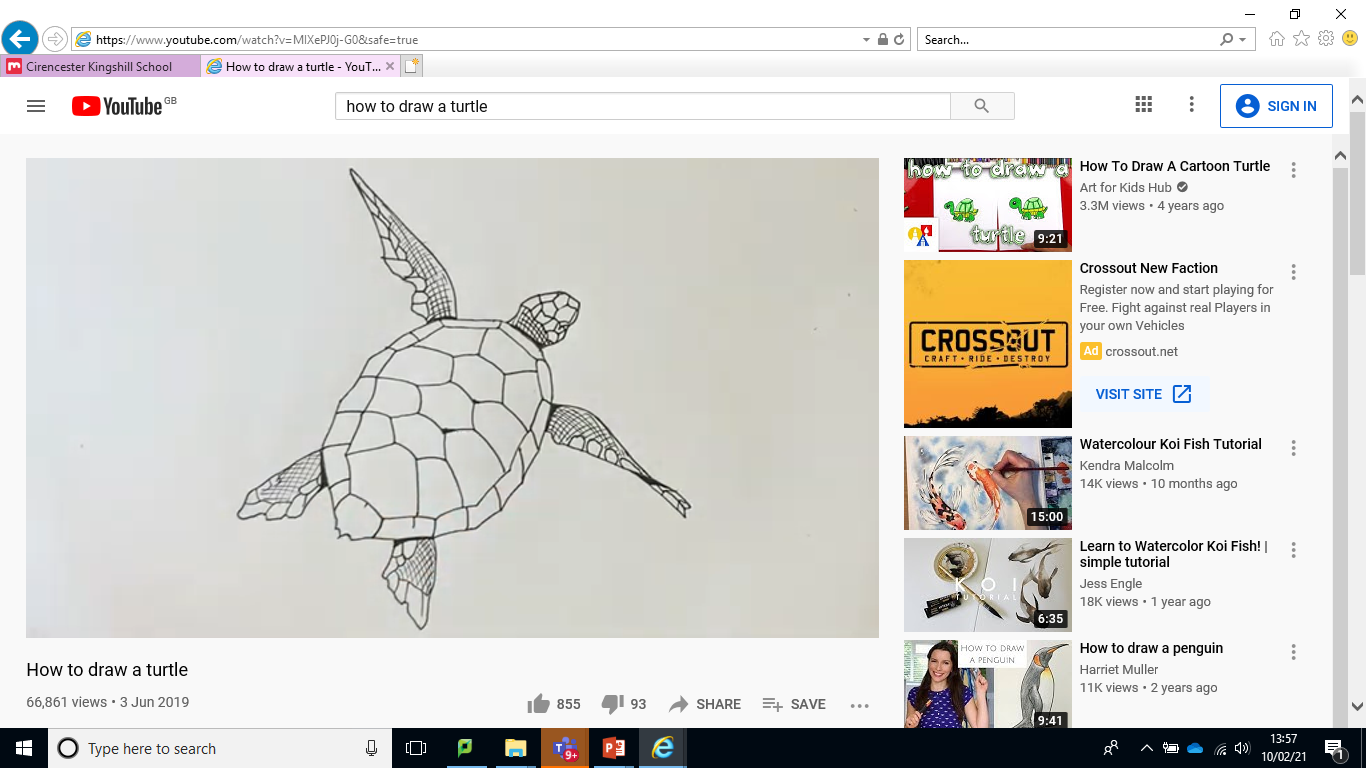 https://www.youtube.com/watch?v=MlXePJ0j-G0&safe=true
Search...
Cirencester Kingshill School
How to draw a turtle - YouT...
YouTube GB
how to draw a turtle
SIGN IN
how to draw a
turtle
9:21
How To Draw A Cartoon Turtle
Art for Kids Hub
3.3M views • 4 years ago
CROSSOUT
CRAFT • RIDE • DESTROY
Crossout New Faction
Register now and start playing for
Free. Fight against real Players in
your own Vehicles
Ad crossout.net
VISIT SITE
15:00
Watercolour Koi Fish Tutorial
Kendra Malcolm
14K views • 10 months ago
KOI
TUTORIAL
6:35
Learn to Watercolor Koi Fish! |
simple tutorial
Jess Engle
18K views • 1 year ago
HOW TO DRAW
A PENGUIN
9:41
How to draw a penguin
Harriet Muller
11K views • 2 years ago
How to draw a turtle
66,861 views • 3 Jun 2019
855
93
SHARE
SAVE
Type here to search
9+
13:57
10/02/21
1